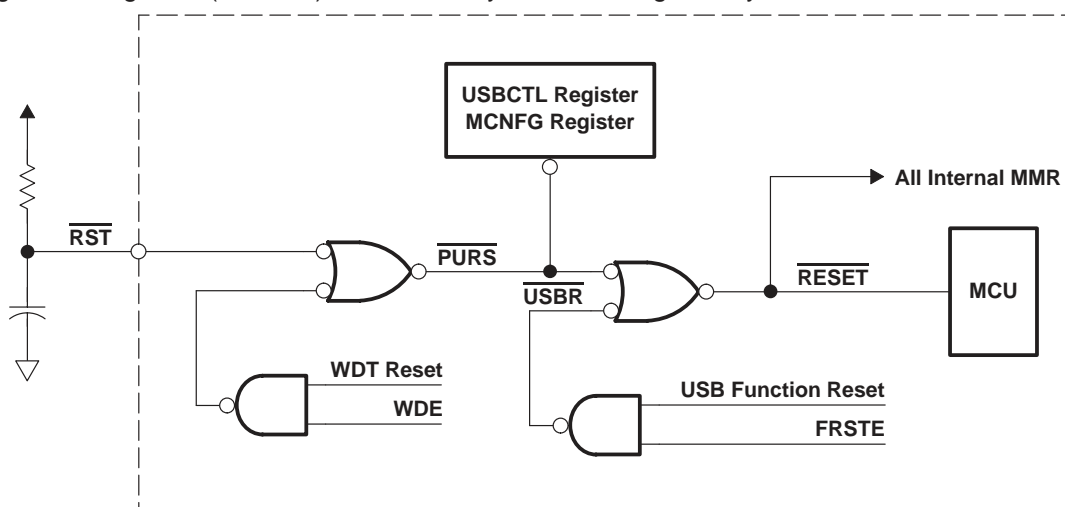 USBCTL Register
MCNFG Register
All Internal MMR
RST
PURS
USBR
RESET
MCU
WDT Reset
WDE
USB Function Reset
FRSTE